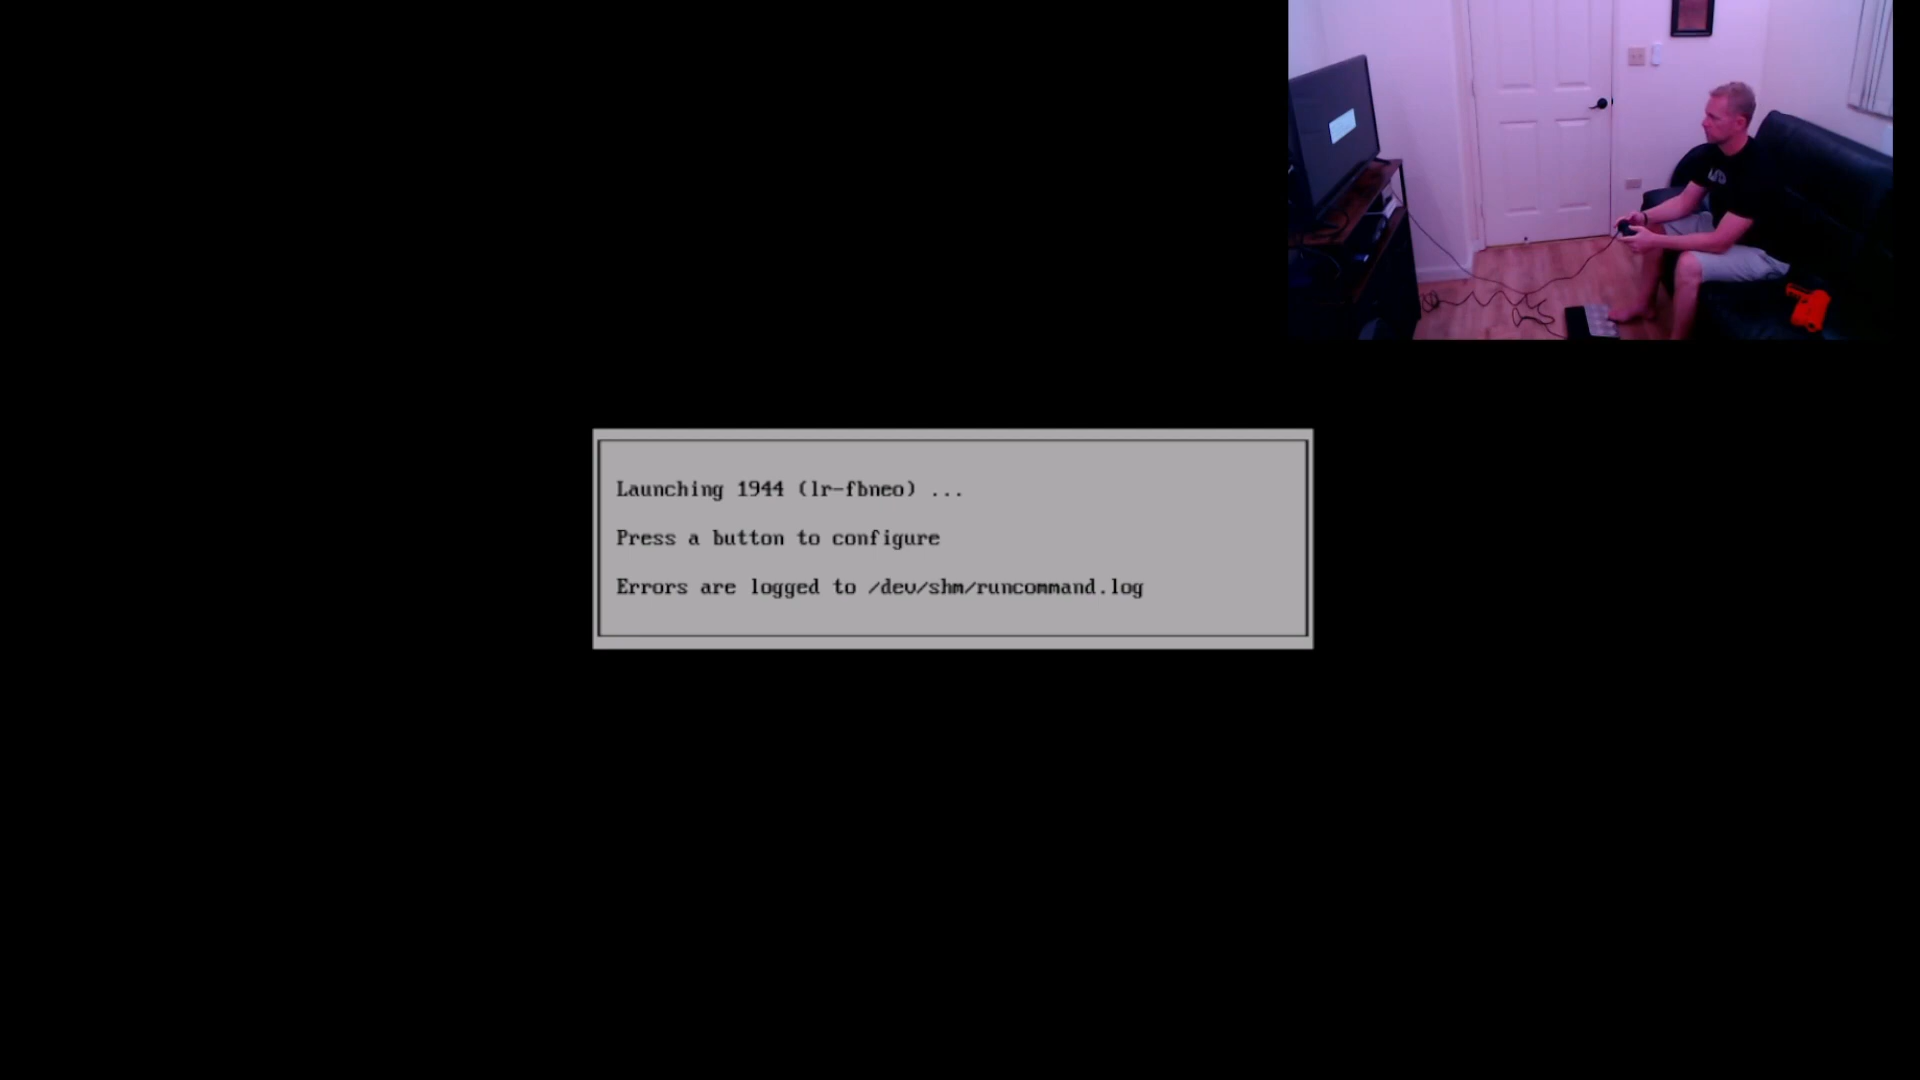 Launching 1944 (lr-fbneo) ...
Press a button to configure
Errors are logged to /dev/shm/runcommand.log